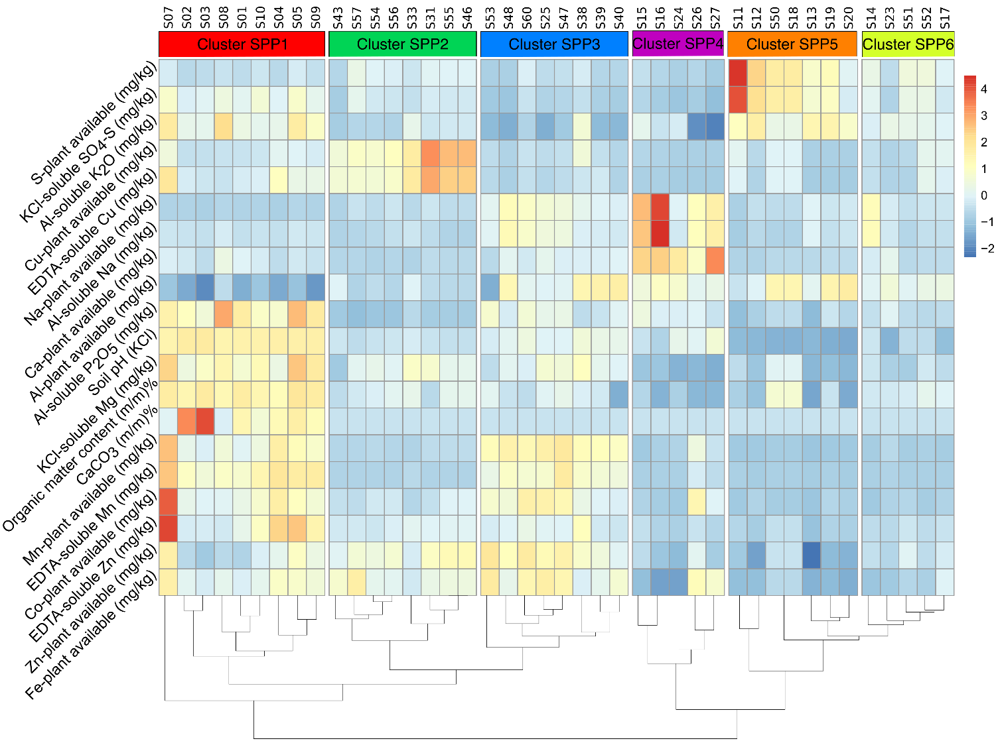 S07 S02 S03 S08 S01 S10 S04 S05 S09 S43 S57 S54 S56 S33 S31 S55 S46 S53 S48 S60 S25 S47 S38 S39 S40 S15 S16 S24 S26 S27 S11 S12 S50 S18 S13 S19 S20 S14 S23 S51 S52 S17
Cluster SPP1 Cluster SPP2 Cluster SPP3 Cluster SPP4 Cluster SPP5 Cluster SPP6
S-plant available (mg/kg)
KCl-soluble SO4-S (mg/kg)
Al-soluble K2O (mg/kg)
Cu-plant available (mg/kg)
EDTA-soluble Cu (mg/kg)
Na-plant available (mg/kg)
Al-soluble Na (mg/kg)
Ca-plant available (mg/kg)
Al-plant available (mg/kg)
Al-soluble P2O5 (mg/kg)
Soil pH (KCl)
KCl-soluble Mg (mg/kg)
Organic matter content (m/m)%
CaCO3 (m/m)%
Mn-plant available (mg/kg)
EDTA-soluble Mn (mg/kg)
Co-plant available (mg/kg)
EDTA-soluble Zn (mg/kg)
Zn-plant available (mg/kg)
Fe-plant available (mg/kg)
4
3
2
1
0
−1
−2